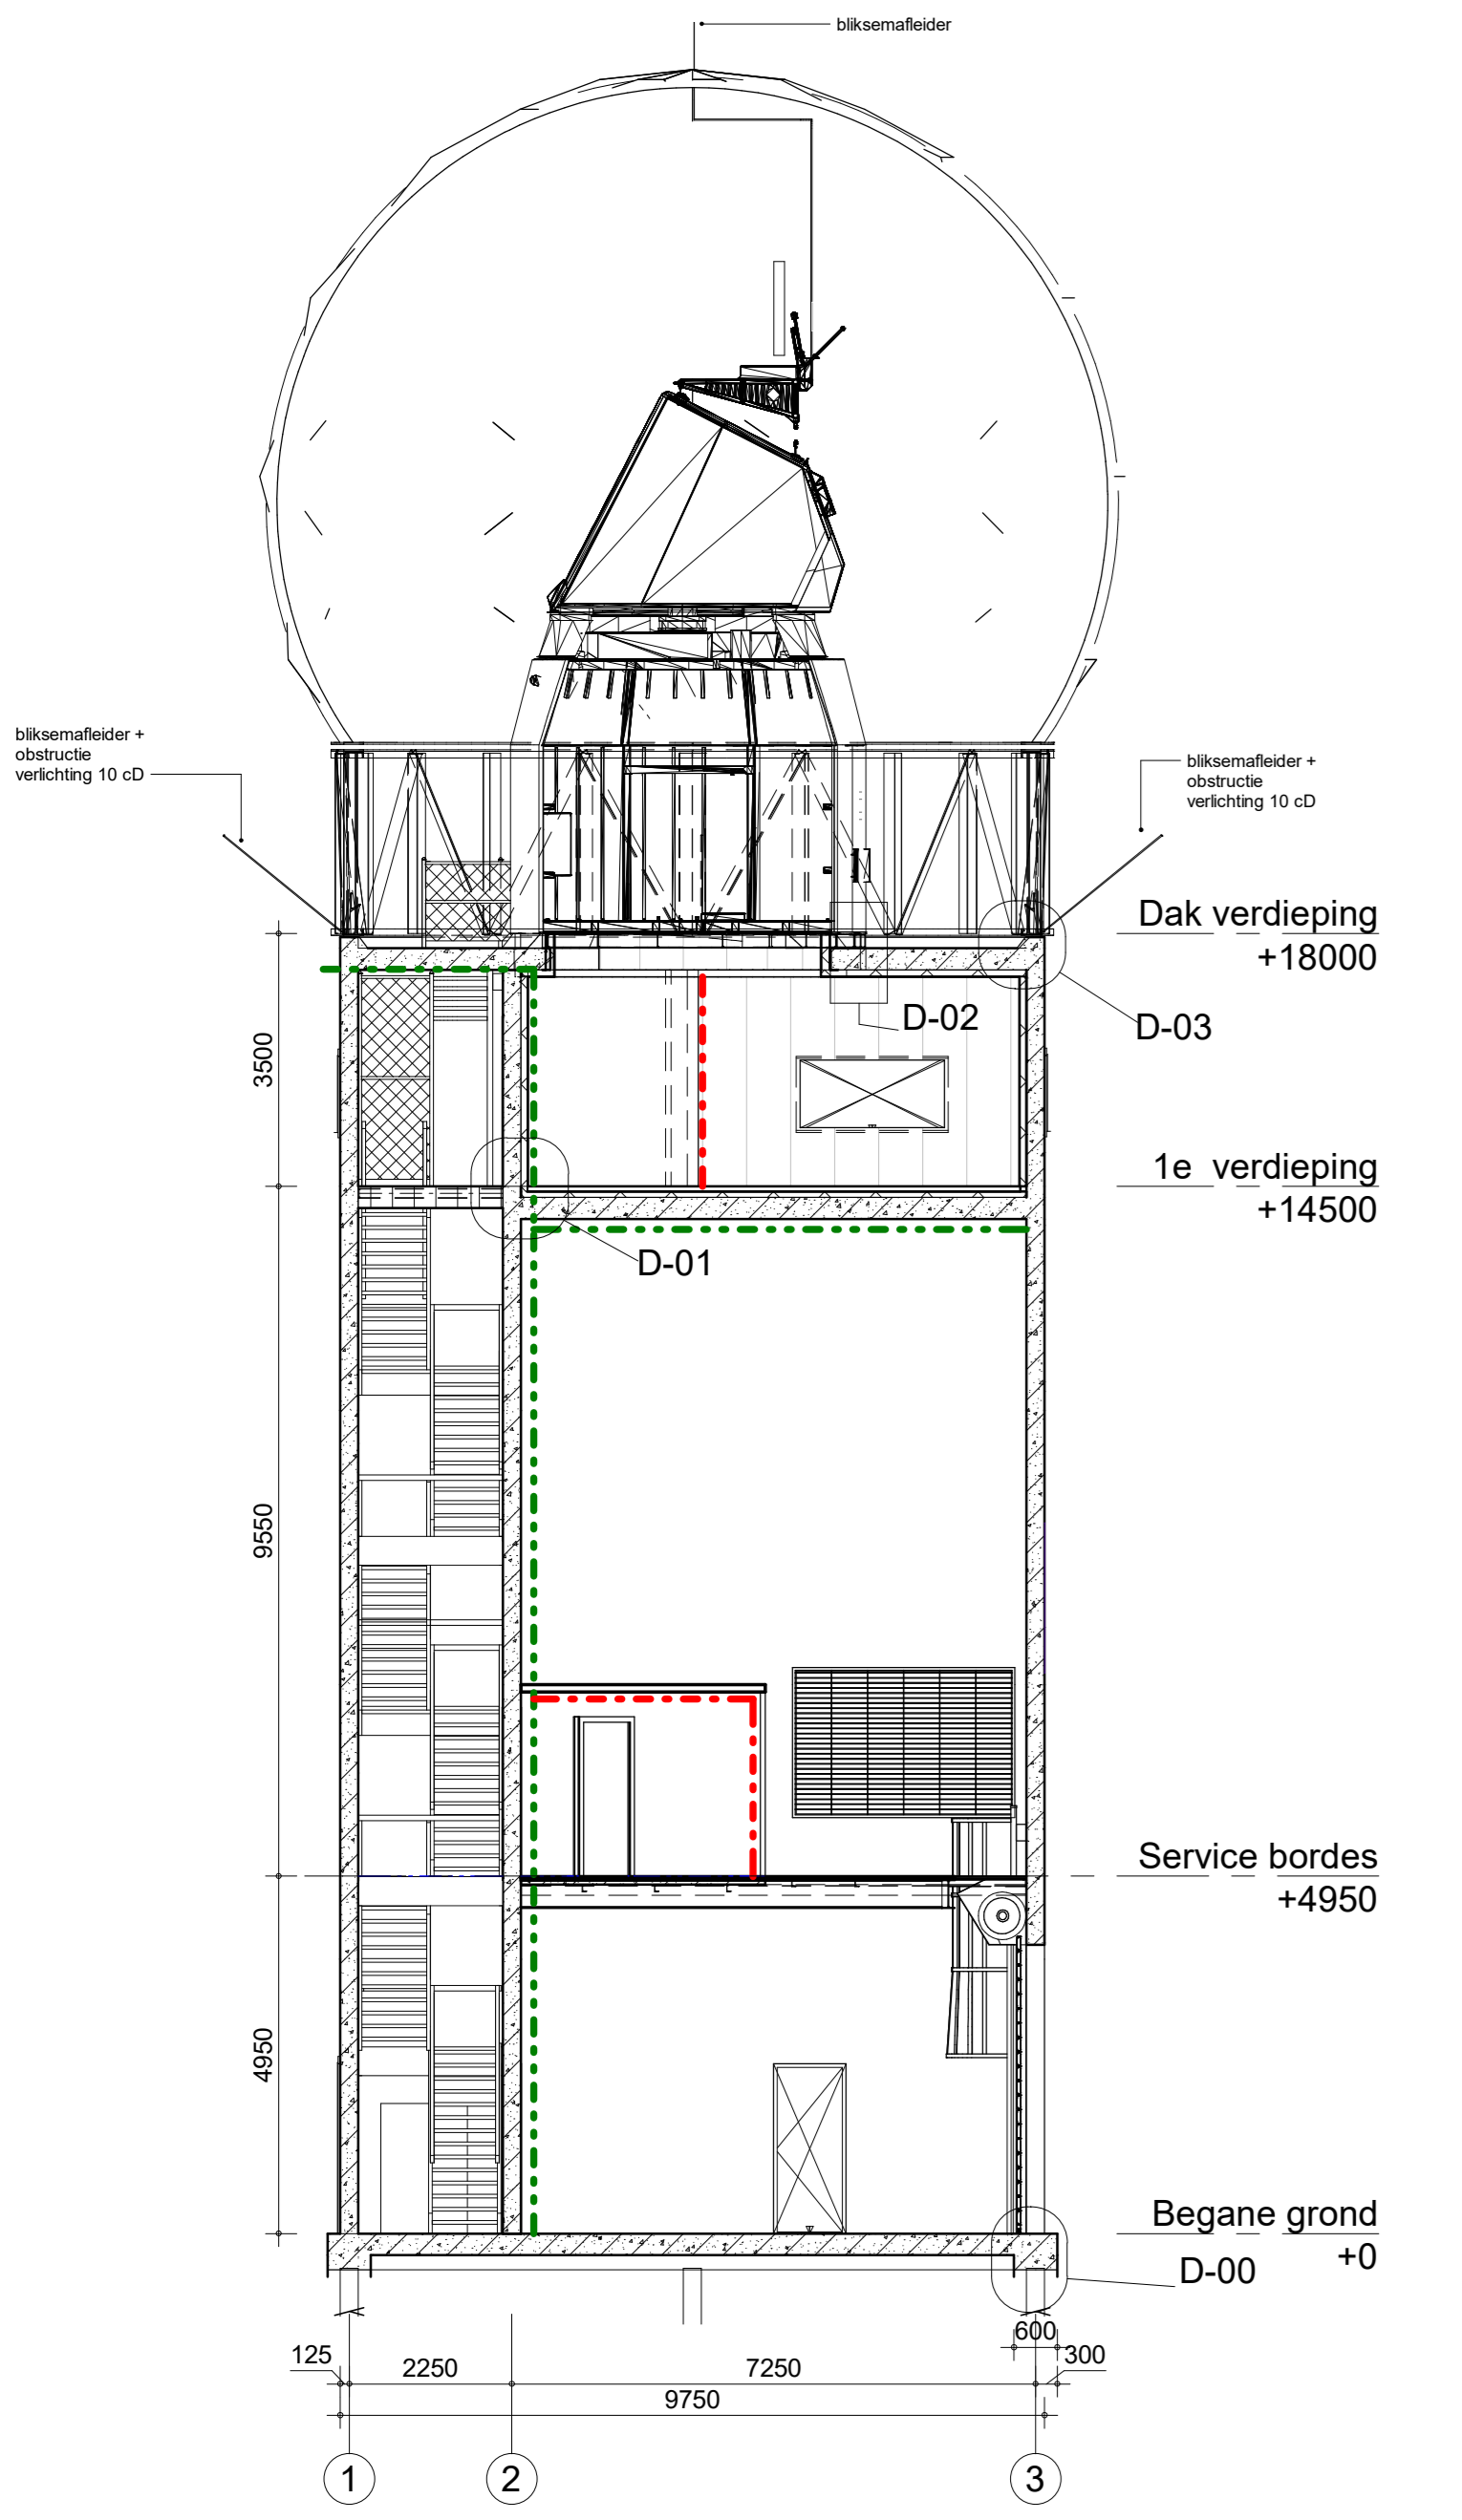 bliksemafleider
bliksemafleider +
obstructie
verlichting 10 cD
bliksemafleider +
obstructie
verlichting 10 cD
Dak verdieping
+18000
D-02
D-03
3500
1e verdieping
+14500
D-01
9550
Service bordes
+4950
4950
Begane grond
+0
D-00
600
125
2250
7250
300
9750
1
2
3